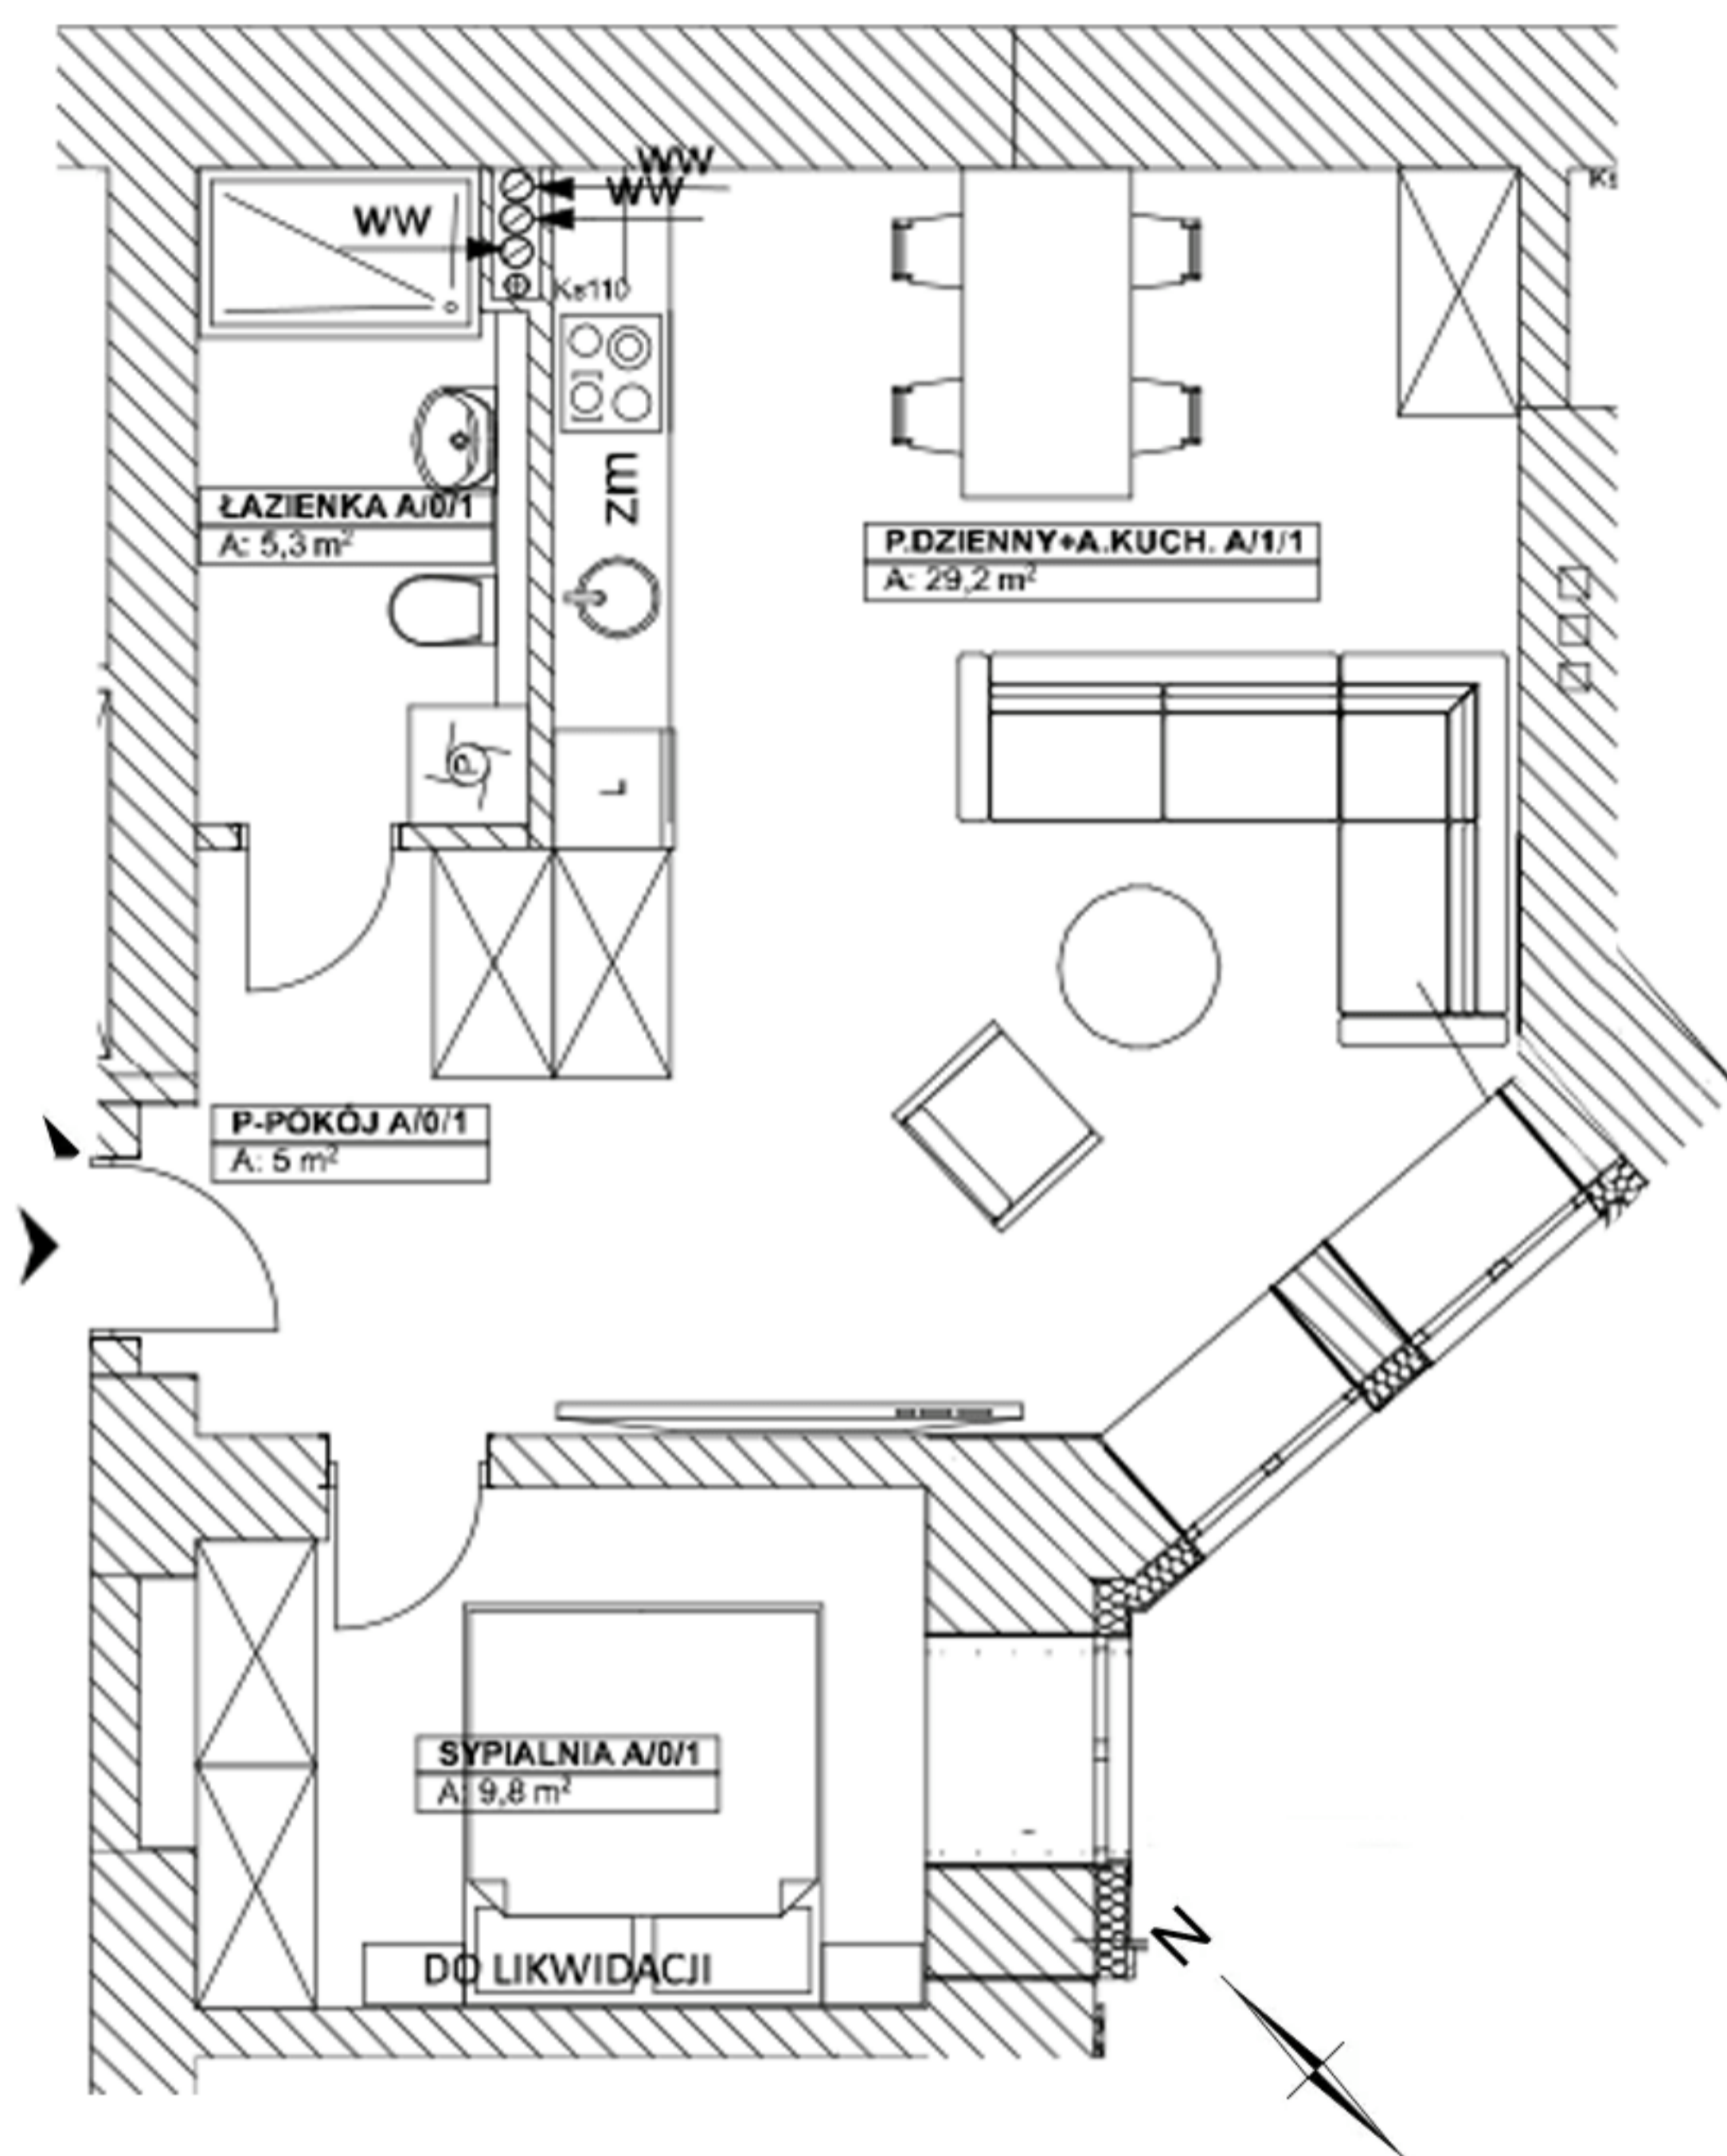 WW
WW
WW
Ks
Ks110
zm
ŁAZIENKA A/0/1
A: 5,3 m²
P.DZIENNY+A.KUCH. A/1/1
A: 29,2 m²
P
L
P-POKÓJ A/0/1
A: 5 m²
SYPIALNIA A/0/1
A: 9,8 m²
DO LIKWIDACJI
N